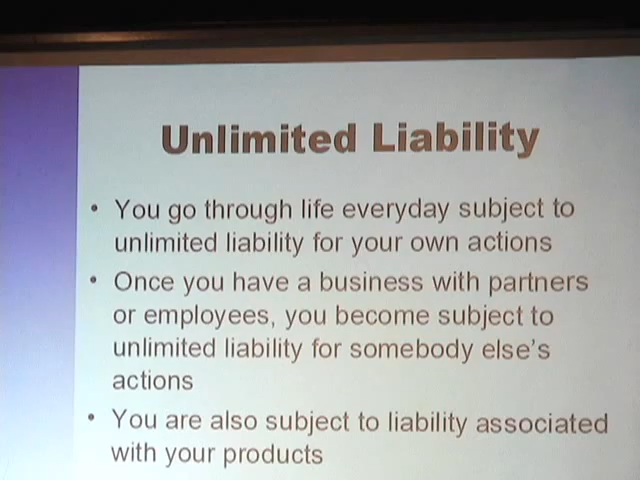 Unlimited Liability
• You go through life everyday subject to
unlimited liability for your own actions
• Once you have a business with partners
or employees, you become subject to
unlimited liability for somebody else's
actions
• You are also subject to liability associated
with your products